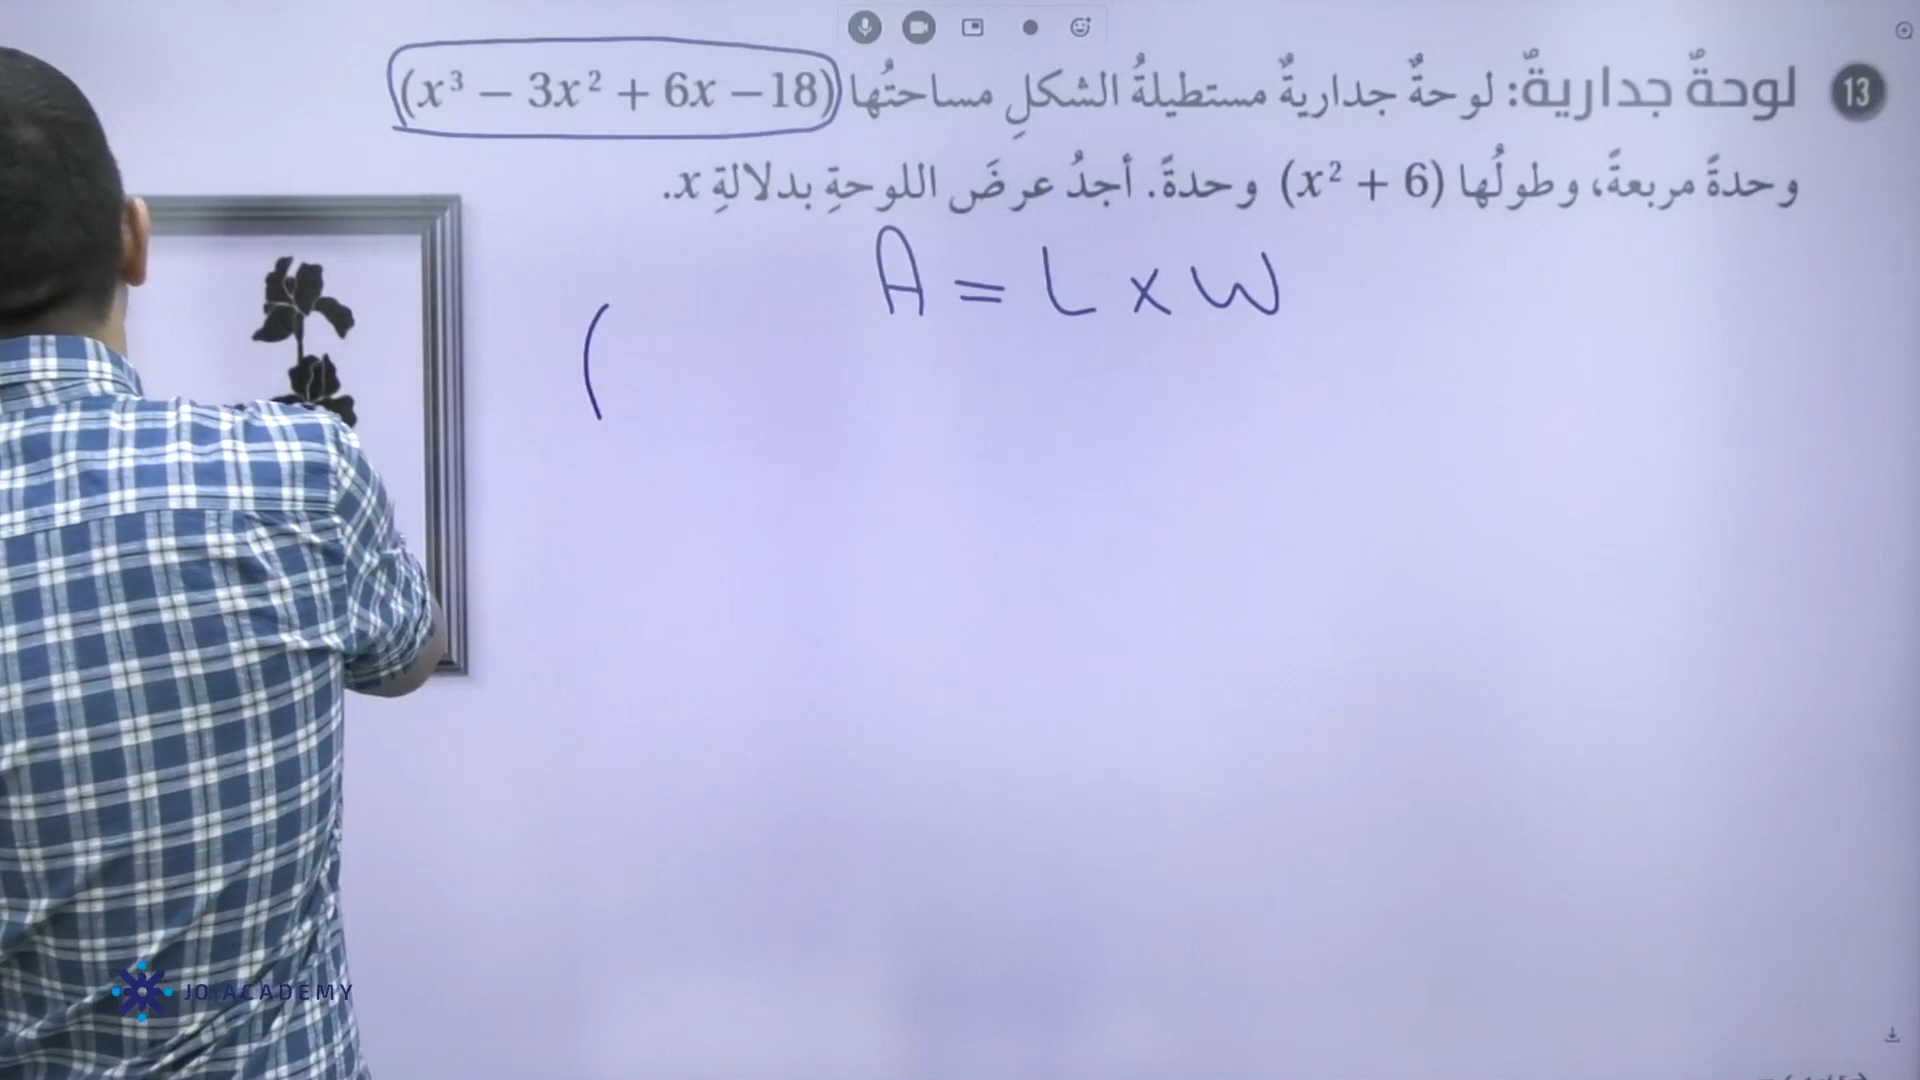 13 لوحةٌ جداريةٌ: لوحةٌ جداريةٌ مستطيلةُ الشكلِ مساحتُها (x³ − 3x² + 6x −18)
وحدةً مربعةً، وطولُها (x² + 6) وحدةً. أجدُ عرضَ اللوحةِ بدلالةِ x.
A = L × W
(
JO ACADEMY